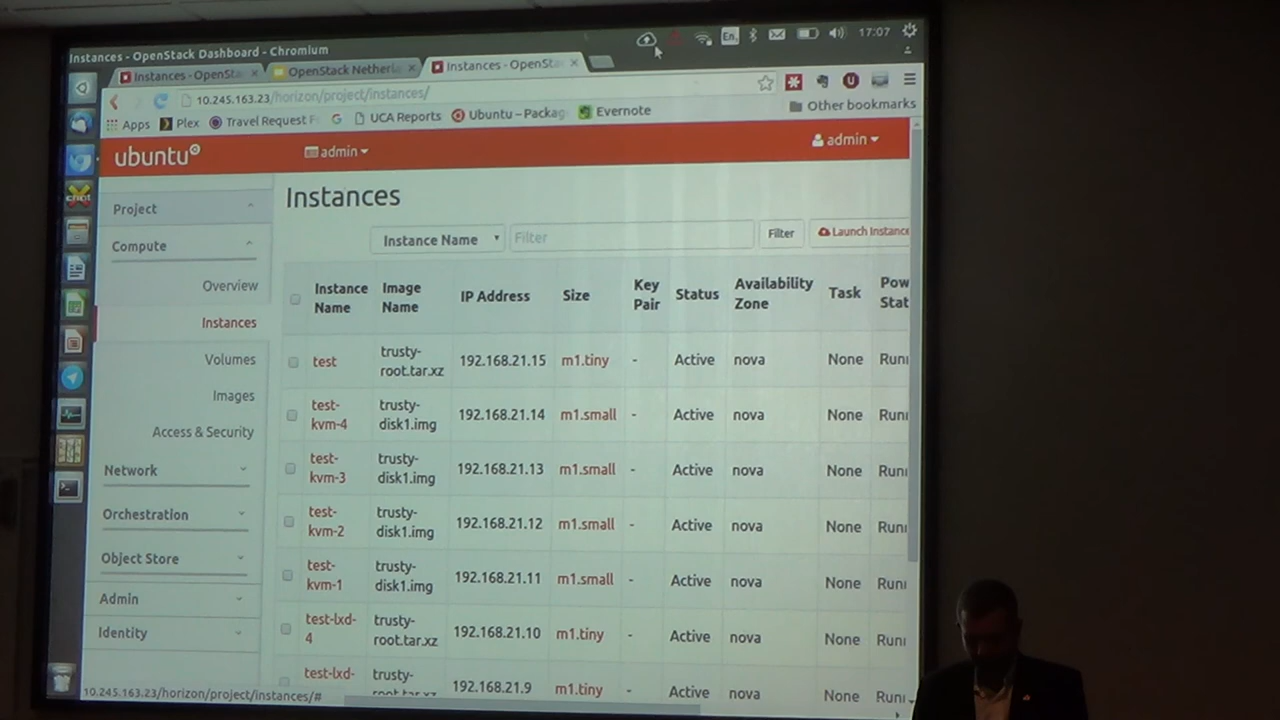 Instances - OpenStack Dashboard - Chromium
En
17:07
Instances - OpenSta
OpenStack Netherla
Instances - OpenSta
10.245.163.23/horizon/project/instances/
Apps Plex Travel Request F G UCA Reports Ubuntu – Packag Evernote Other bookmarks
ubuntu admin admin
Project
Compute
Overview
Instances
Volumes
Images
Access & Security
Network
Orchestration
Object Store
Admin
Identity
Instances
Instance Name Filter Filter Launch Instance
Instance Name Image Name IP Address Size Key Pair Status Availability Zone Task Pow Stat
test trusty-root.tar.xz 192.168.21.15 m1.tiny - Active nova None Runi
test-kvm-4 trusty-disk1.img 192.168.21.14 m1.small - Active nova None Runi
test-kvm-3 trusty-disk1.img 192.168.21.13 m1.small - Active nova None Runi
test-kvm-2 trusty-disk1.img 192.168.21.12 m1.small - Active nova None Runi
test-kvm-1 trusty-disk1.img 192.168.21.11 m1.small - Active nova None Runi
test-lxd-4 trusty-root.tar.xz 192.168.21.10 m1.tiny - Active nova None Runi
test-lxd- trusty-root.tar.xz 192.168.21.9 m1.tiny - Active nova None Runi
10.245.163.23/horizon/project/instances/#